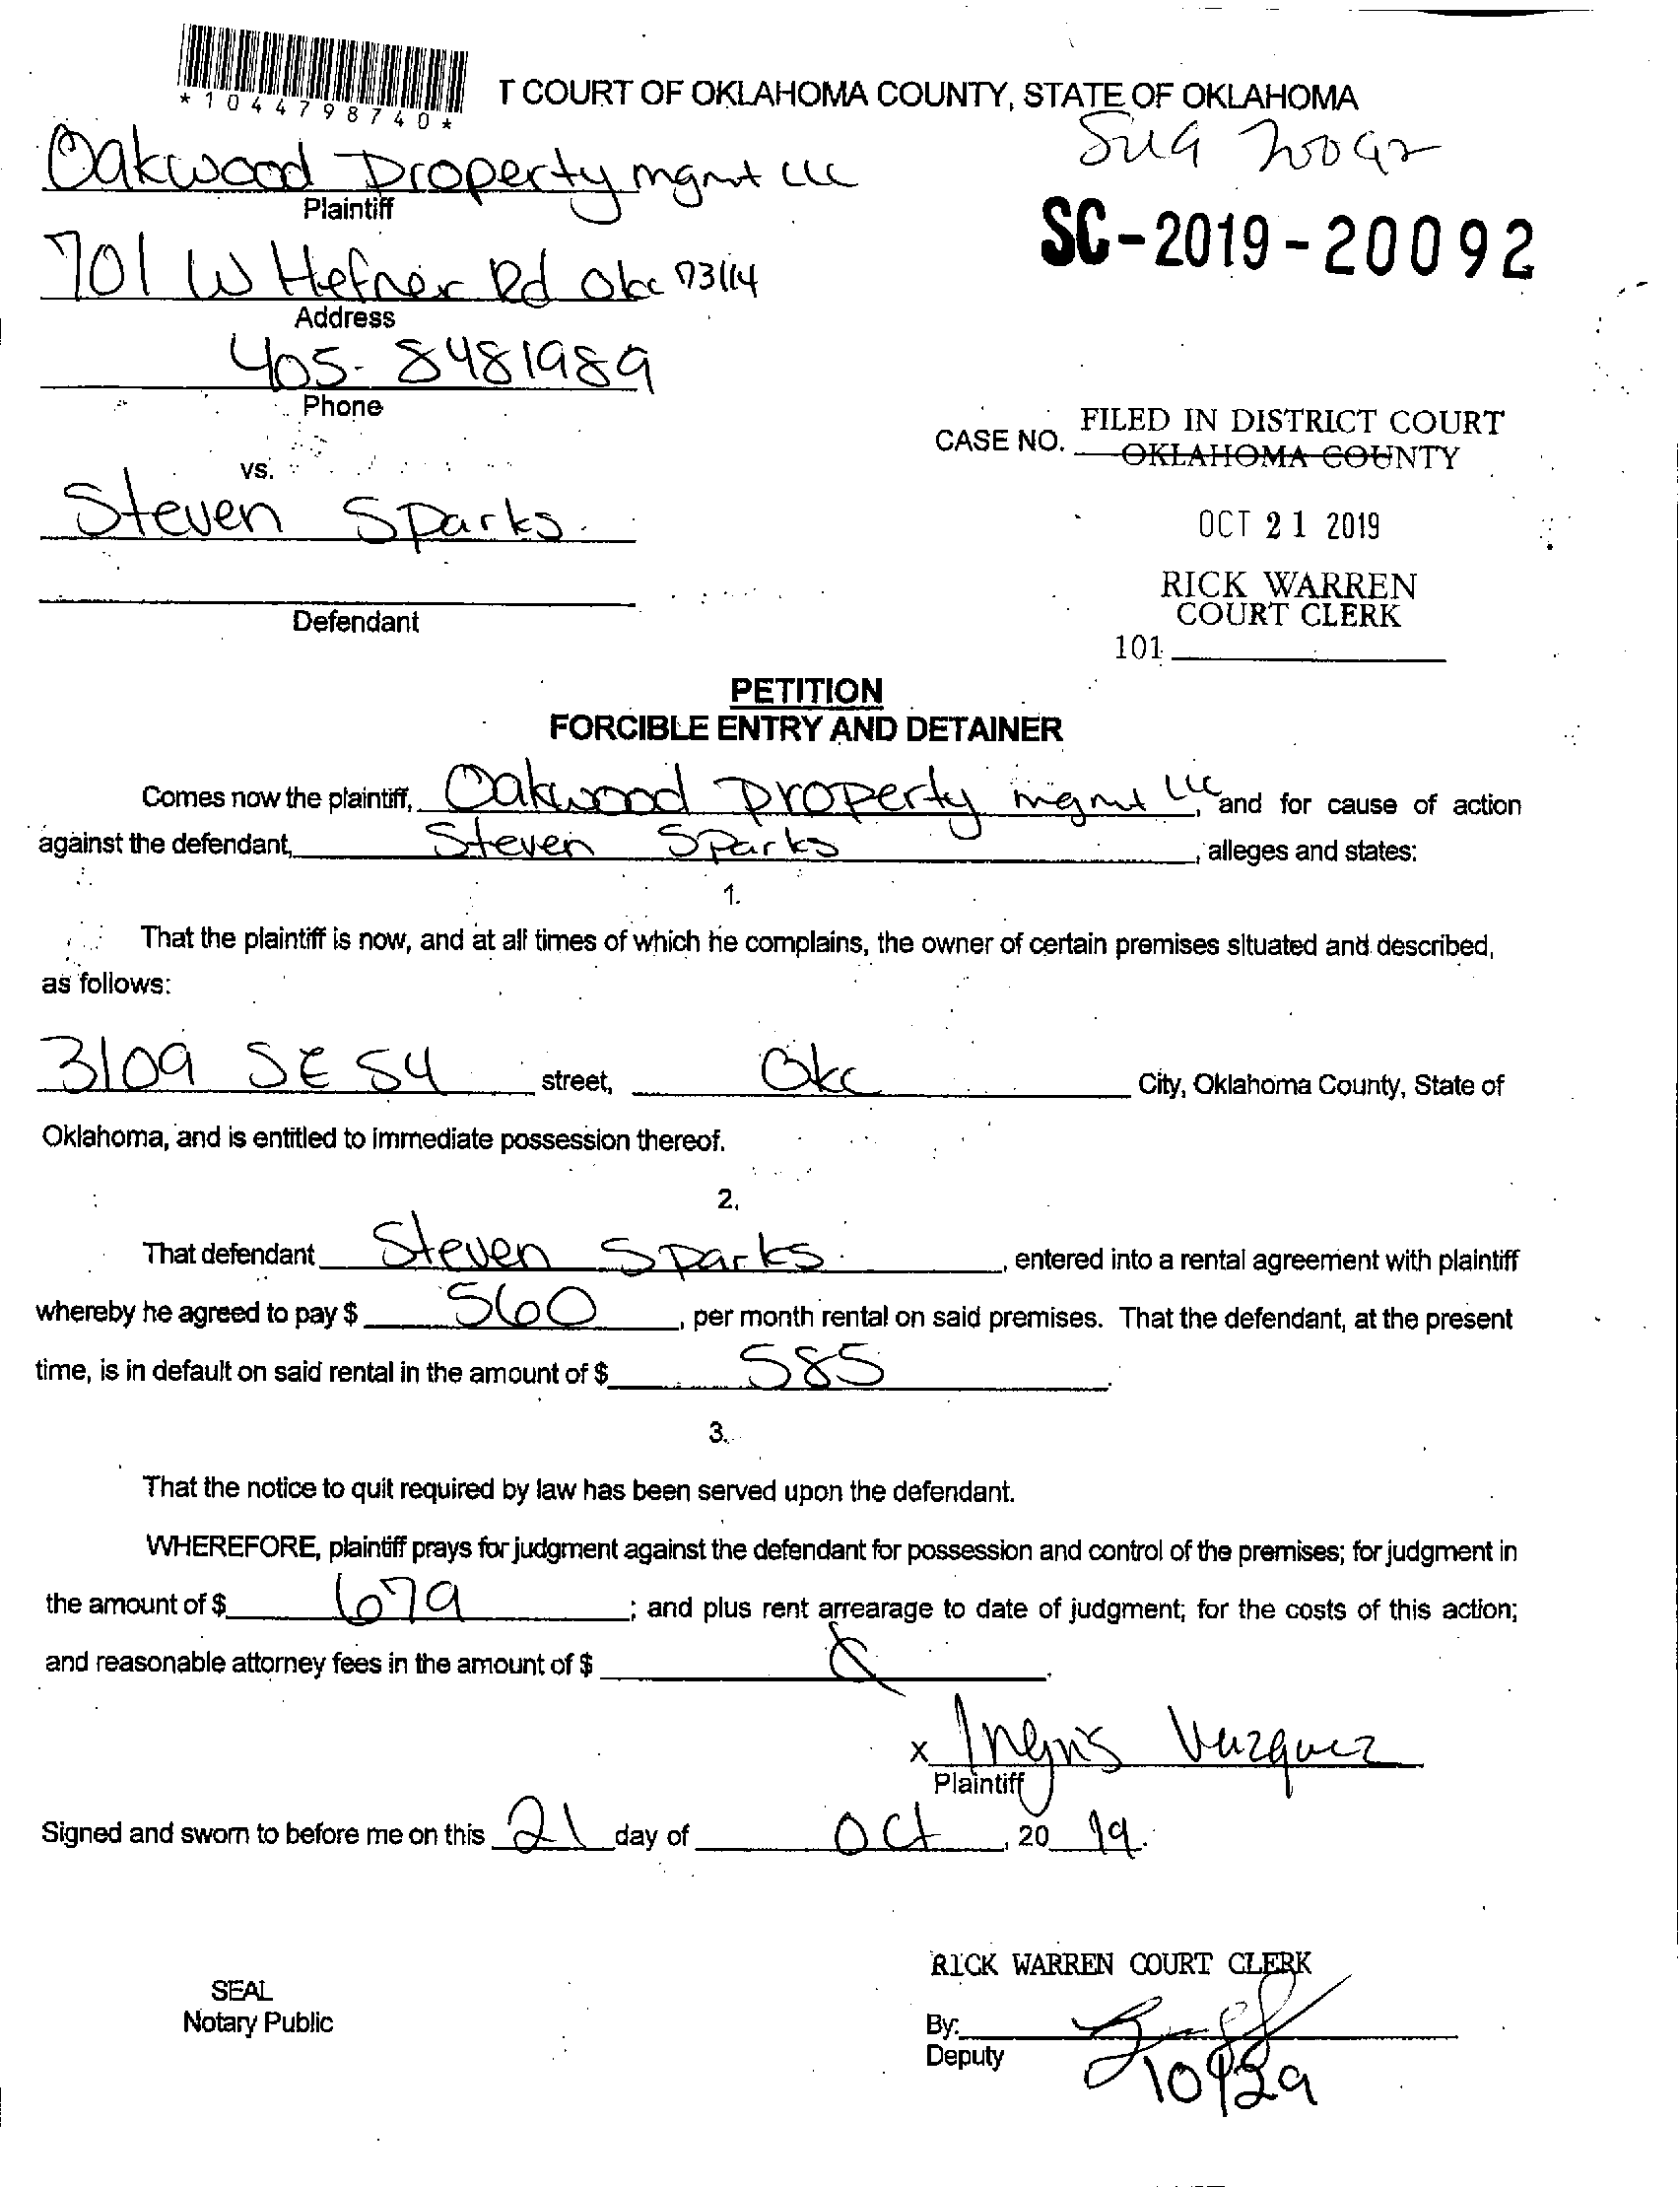 *1044798740*
T COURT OF OKLAHOMA COUNTY, STATE OF OKLAHOMA
Oakwood Property mgmt LLC
Plaintiff
SC-2019-20092
701 W Hefner Rd Okc 73114
Address
405-8481989
Phone
CASE NO.
FILED IN DISTRICT COURT
OKLAHOMA COUNTY
vs.
Steven Sparks
OCT 21 2019
RICK WARREN
COURT CLERK
Defendant
101
PETITION
FORCIBLE ENTRY AND DETAINER
Comes now the plaintiff, Oakwood property mgmt LLC, and for cause of action
against the defendant, Steven Sparks, alleges and states:
1.
That the plaintiff is now, and at all times of which he complains, the owner of certain premises situated and described,
as follows:
3109 SE 54 street, Okc City, Oklahoma County, State of
Oklahoma, and is entitled to immediate possession thereof.
2.
That defendant Steven Sparks, entered into a rental agreement with plaintiff
whereby he agreed to pay $ 560, per month rental on said premises. That the defendant, at the present
time, is in default on said rental in the amount of $ 585.
3.
That the notice to quit required by law has been served upon the defendant.
WHEREFORE, plaintiff prays for judgment against the defendant for possession and control of the premises; for judgment in
the amount of $ 679; and plus rent arrearage to date of judgment; for the costs of this action;
and reasonable attorney fees in the amount of $
x Vazquez
Plaintiff
Signed and sworn to before me on this 21 day of Oct, 20 19.
RICK WARREN COURT CLERK
SEAL
Notary Public
By:
Deputy